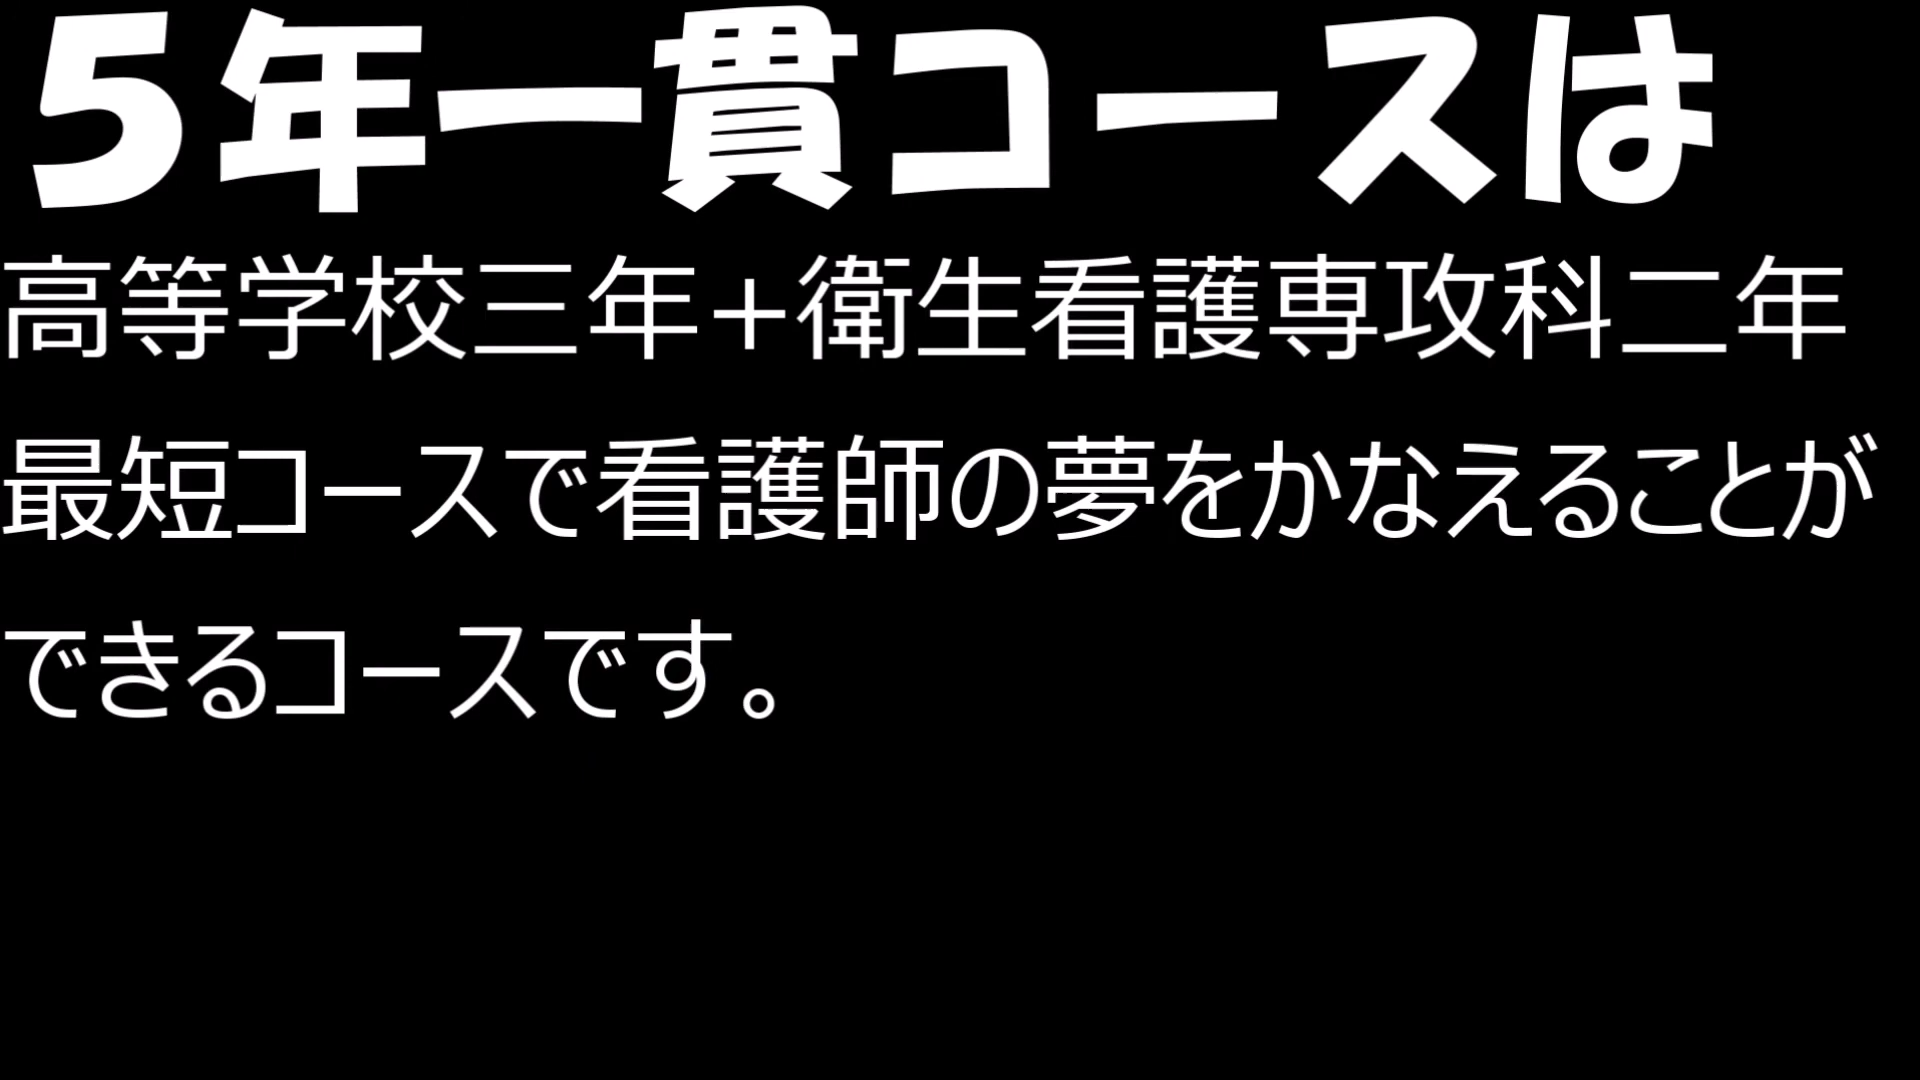 ５年一貫コースは
高等学校三年+衛生看護専攻科二年
最短コースで看護師の夢をかなえることが
できるコースです。